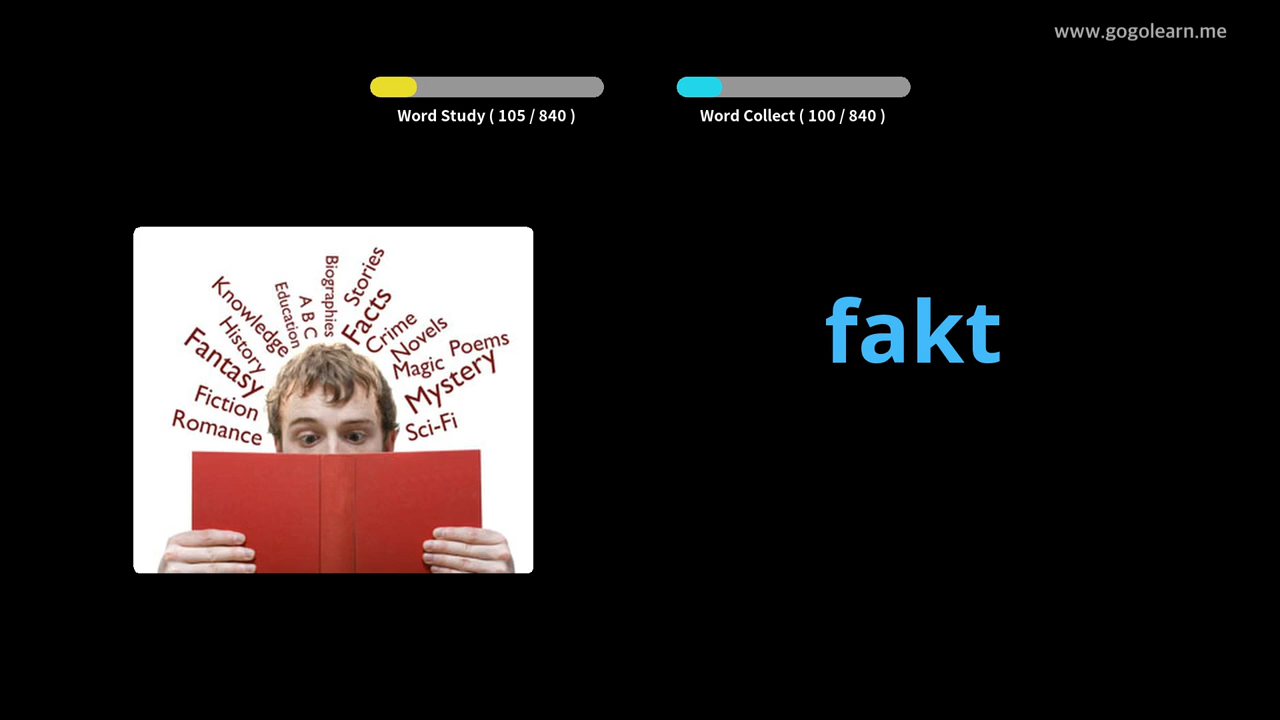 www.gogolearn.me
Word Study ( 105 / 840 )
Word Collect ( 100 / 840 )
Biographies
Stories
Education
A B C
Facts
Knowledge
Crime
History
Novels
Fantasy
Magic
Poems
Mystery
Fiction
Romance
Sci-Fi
fakt